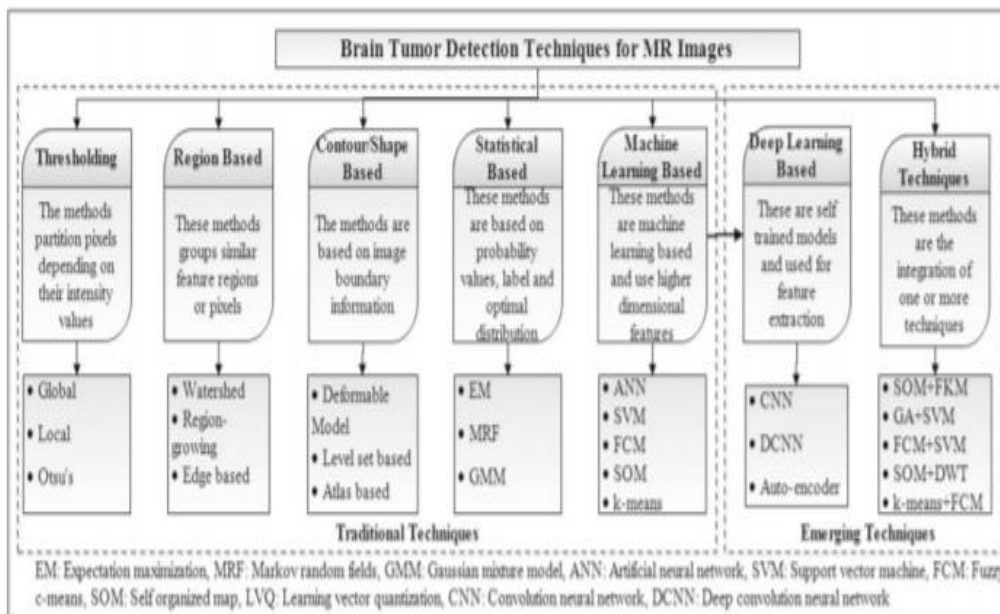 Brain Tumor Detection Techniques for MR Images
Thresholding
The methods
partition pixels
depending on
their intensity
values
• Global
• Local
• Otsu's
Region Based
These methods
groups similar
feature regions
or pixels
• Watershed
• Region-
growing
• Edge based
Contour/Shape
Based
The methods are
based on image
boundary
information
• Deformable
Model
• Level set based
• Atlas based
Statistical
Based
These methods
are based on
probability
values, label and
optimal
distribution
• EM
• MRF
• GMM
Machine
Learning Based
These methods
are machine
learning based
and use higher
dimensional
features
• ANN
• SVM
• FCM
• SOM
• k-means
Deep Learning
Based
These are self
trained models
and used for
feature
extraction
• CNN
• DCNN
• Auto-encoder
Hybrid
Techniques
These methods
are the
integration of
one or more
techniques
• SOM+FKM
• GA+SVM
• FCM+SVM
• SOM+DWT
• k-means+FCM
Traditional Techniques
Emerging Techniques
EM: Expectation maximization, MRF: Markov random fields, GMM: Gaussian mixture model, ANN: Artificial neural network, SVM: Support vector machine, FCM: Fuzzy
c-means, SOM: Self organized map, LVQ: Learning vector quantization, CNN: Convolution neural network, DCNN: Deep convolution neural network